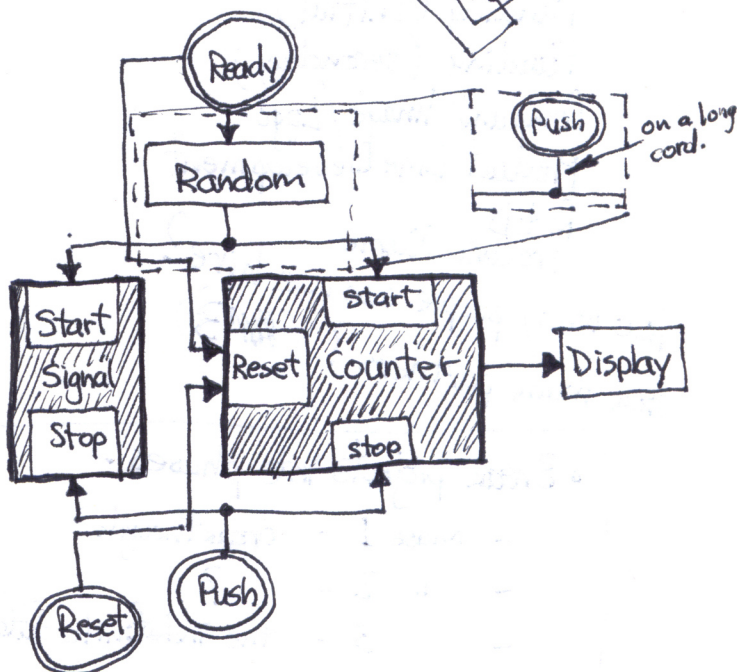 Ready
Push
on a long
cord.
Random
Start
Signal
Stop
start
Reset
Counter
stop
Display
Reset
Push